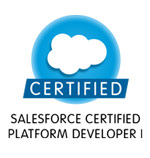 CERTIFIED
SALESFORCE CERTIFIED
PLATFORM DEVELOPER I